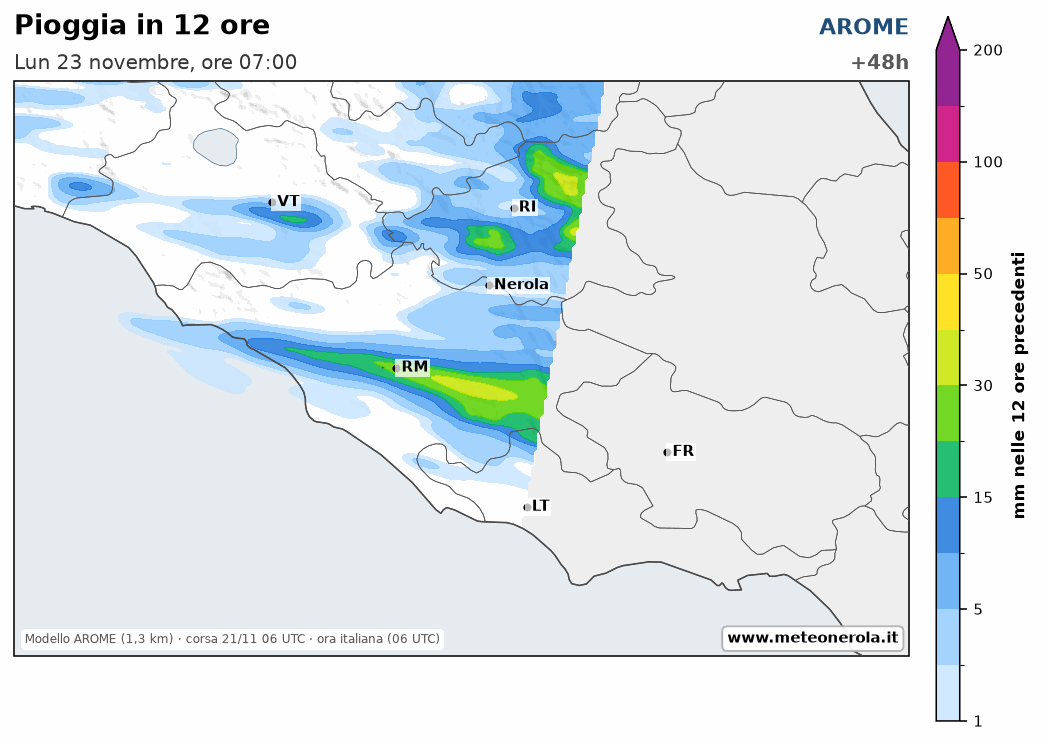 Pioggia in 12 ore
AROME
Lun 23 novembre, ore 07:00
+48h
VT
RI
Nerola
RM
FR
LT
Modello AROME (1,3 km) · corsa 21/11 06 UTC · ora italiana (06 UTC)
www.meteonerola.it
200
100
50
30
15
5
1
mm nelle 12 ore precedenti